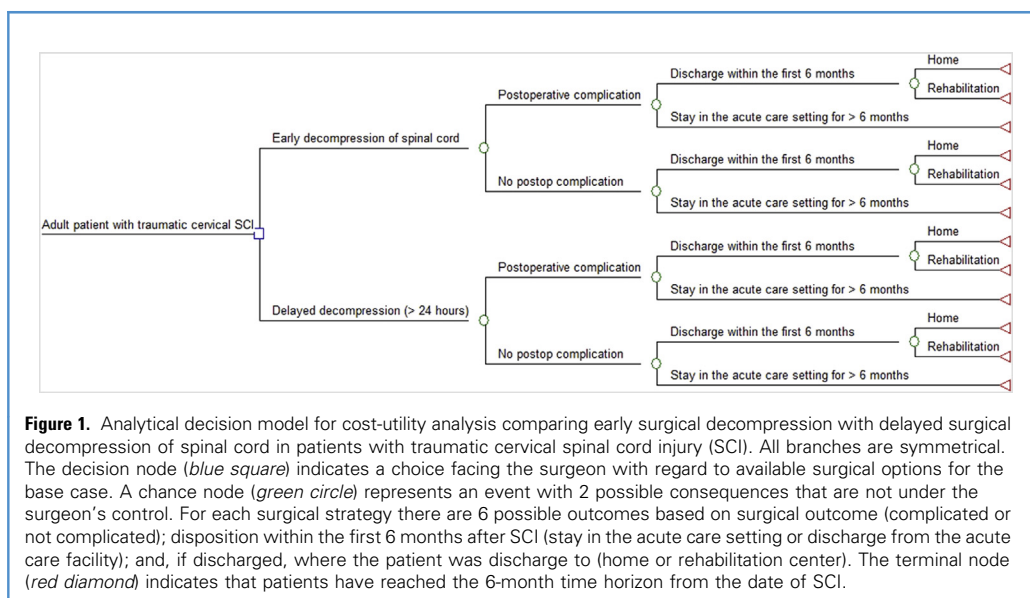 Home
Discharge within the first 6 months
Rehabilitation
Postoperative complication
Stay in the acute care setting for > 6 months
Early decompression of spinal cord
Home
Discharge within the first 6 months
Rehabilitation
No postop complication
Stay in the acute care setting for > 6 months
Adult patient with traumatic cervical SCI
Home
Discharge within the first 6 months
Rehabilitation
Postoperative complication
Stay in the acute care setting for > 6 months
Delayed decompression (> 24 hours)
Home
Discharge within the first 6 months
Rehabilitation
No postop complication
Stay in the acute care setting for > 6 months
Figure 1. Analytical decision model for cost-utility analysis comparing early surgical decompression with delayed surgical
decompression of spinal cord in patients with traumatic cervical spinal cord injury (SCI). All branches are symmetrical.
The decision node (blue square) indicates a choice facing the surgeon with regard to available surgical options for the
base case. A chance node (green circle) represents an event with 2 possible consequences that are not under the
surgeon's control. For each surgical strategy there are 6 possible outcomes based on surgical outcome (complicated or
not complicated); disposition within the first 6 months after SCI (stay in the acute care setting or discharge from the acute
care facility); and, if discharged, where the patient was discharge to (home or rehabilitation center). The terminal node
(red diamond) indicates that patients have reached the 6-month time horizon from the date of SCI.